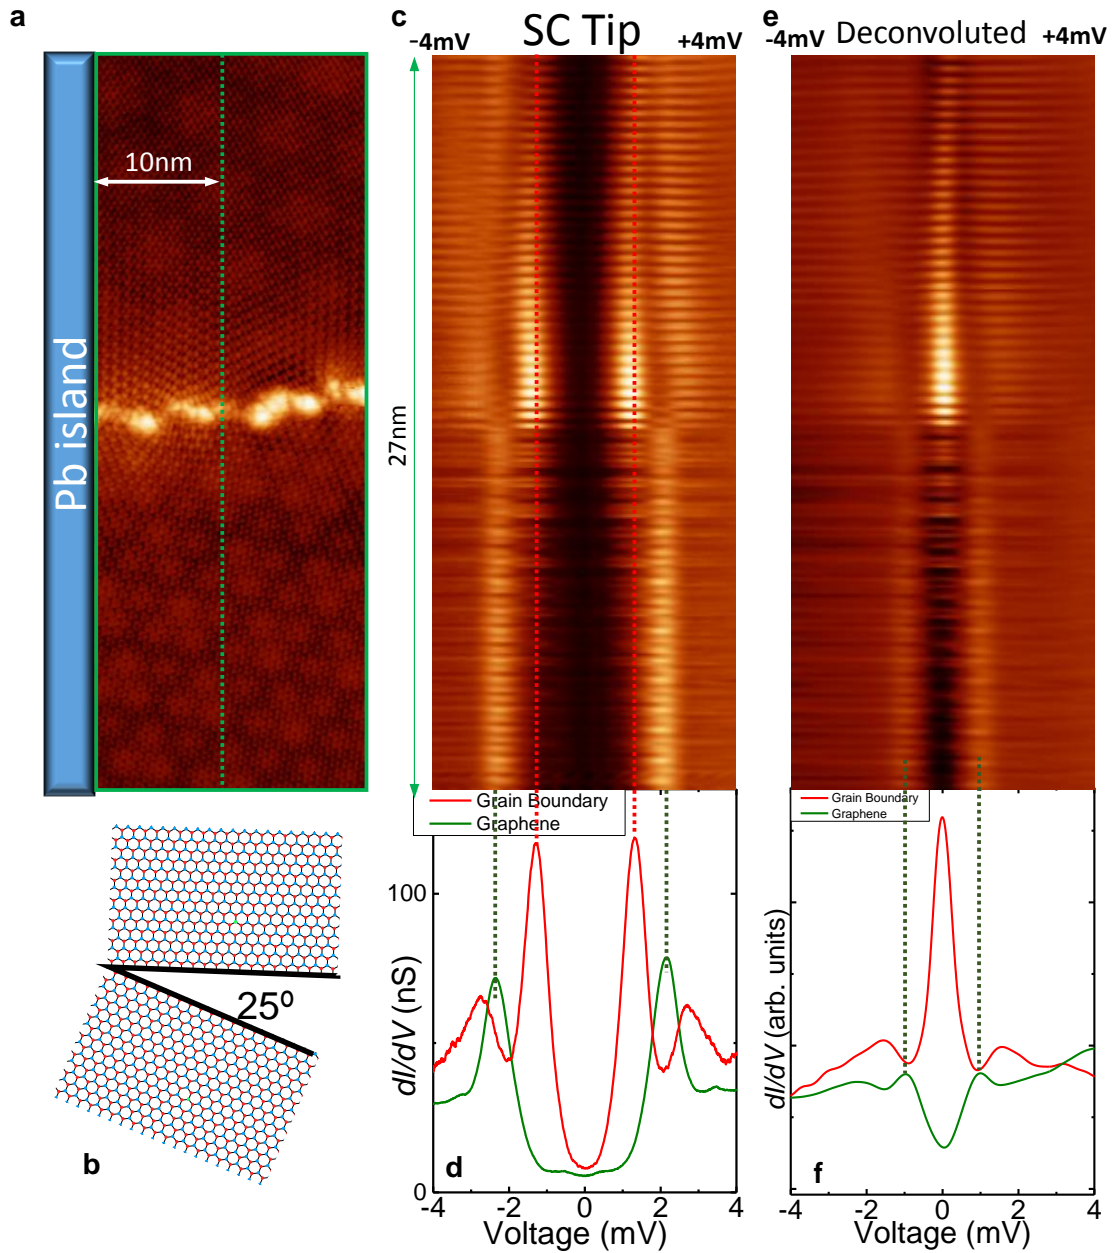 a
10nm
Pb island
25º
b
c
SC Tip
−4mV
+4mV
27nm
Grain Boundary
Graphene
100
0
dI/dV (nS)
d
-4
-2
0
2
4
Voltage (mV)
e
-4mV
Deconvoluted
+4mV
Grain Boundary
Graphene
dI/dV (arb. units)
f
-4
-2
0
2
4
Voltage (mV)